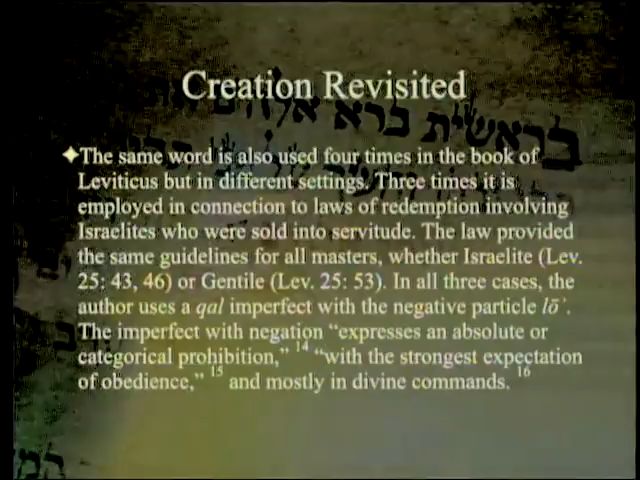 Creation Revisited
בראשית ברא אלהים את
✦The same word is also used four times in the book of
Leviticus but in different settings. Three times it is
employed in connection to laws of redemption involving
Israelites who were sold into servitude. The law provided
the same guidelines for all masters, whether Israelite (Lev.
25: 43, 46) or Gentile (Lev. 25: 53). In all three cases, the
author uses a qal imperfect with the negative particle lōʾ.
The imperfect with negation “expresses an absolute or
categorical prohibition,” 14 “with the strongest expectation
of obedience,” 15 and mostly in divine commands. 16